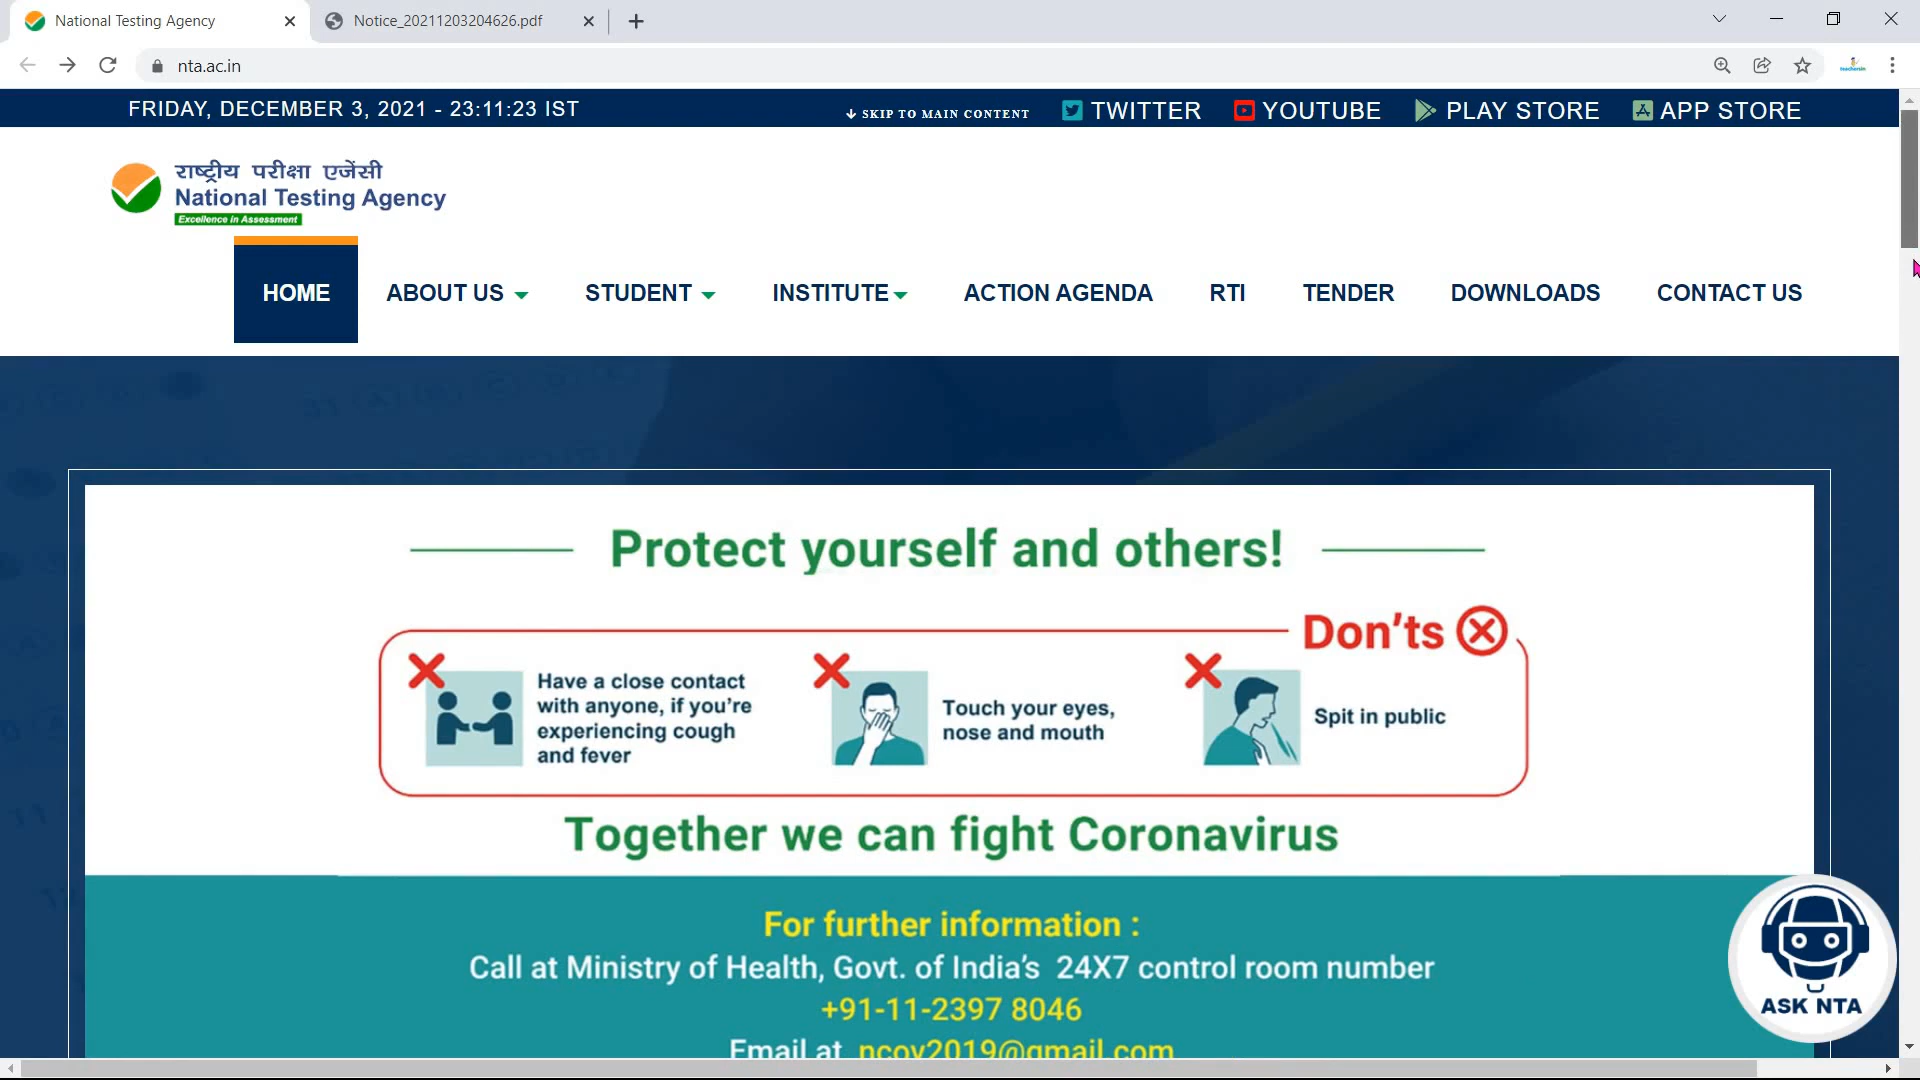 National Testing Agency
Notice_20211203204626.pdf
nta.ac.in
FRIDAY, DECEMBER 3, 2021 - 23:11:23 IST
SKIP TO MAIN CONTENT
TWITTER
YOUTUBE
PLAY STORE
APP STORE
राष्ट्रीय परीक्षा एजेंसी
National Testing Agency
Excellence in Assessment
HOME
ABOUT US
STUDENT
INSTITUTE
ACTION AGENDA
RTI
TENDER
DOWNLOADS
CONTACT US
Protect yourself and others!
Don'ts
Have a close contact
with anyone, if you're
experiencing cough
and fever
Touch your eyes,
nose and mouth
Spit in public
Together we can fight Coronavirus
For further information :
Call at Ministry of Health, Govt. of India's 24X7 control room number
+91-11-2397 8046
Email at ncov2019@gmail.com
ASK NTA